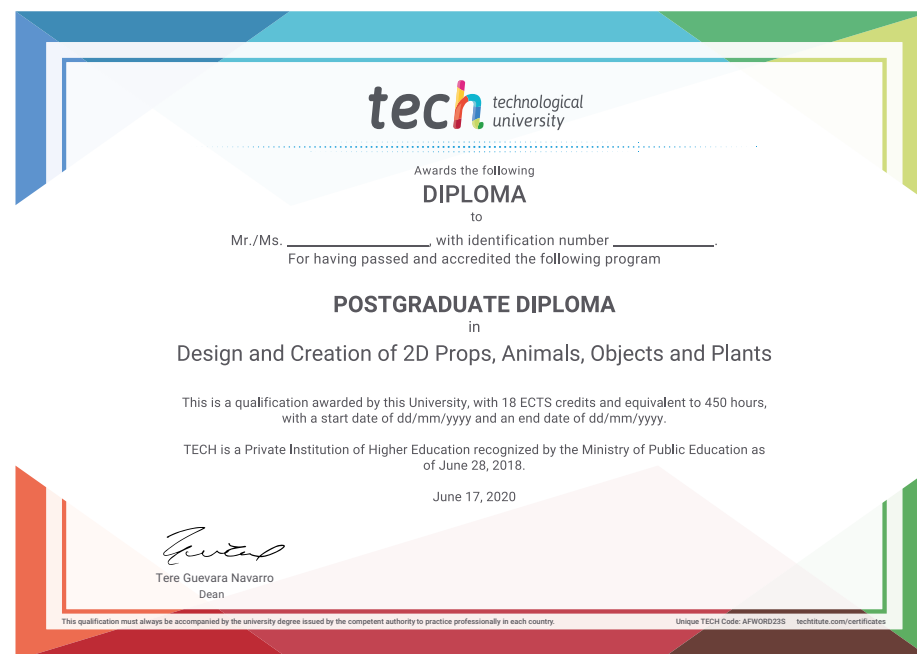 tech technological
university
Awards the following
DIPLOMA
to
Mr./Ms. ____________________, with identification number ______________.
For having passed and accredited the following program
POSTGRADUATE DIPLOMA
in
Design and Creation of 2D Props, Animals, Objects and Plants
This is a qualification awarded by this University, with 18 ECTS credits and equivalent to 450 hours,
with a start date of dd/mm/yyyy and an end date of dd/mm/yyyy.
TECH is a Private Institution of Higher Education recognized by the Ministry of Public Education as
of June 28, 2018.
June 17, 2020
Tere Guevara Navarro
Dean
This qualification must always be accompanied by the university degree issued by the competent authority to practice professionally in each country. Unique TECH Code: AFWORD23S techtitute.com/certificates